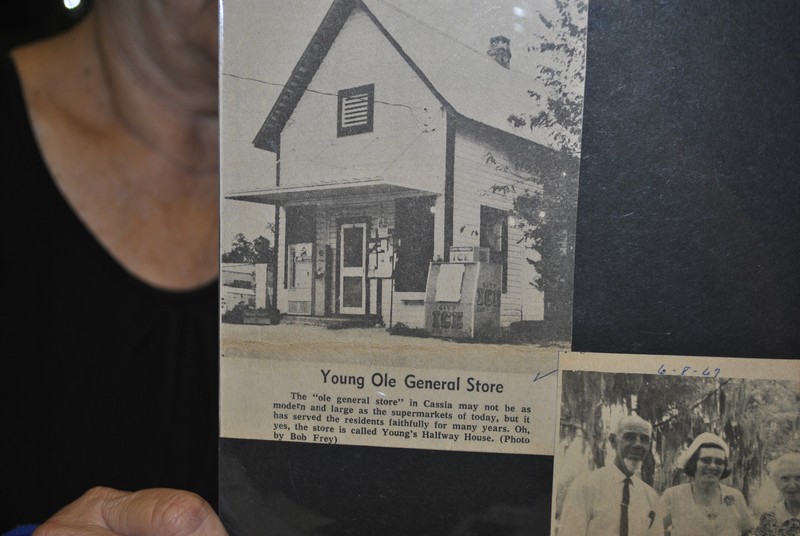 CITY
ICE
CITY
ICE
Young Ole General Store
The "ole general store" in Cassia may not be as
modern and large as the supermarkets of today, but it
has served the residents faithfully for many years. Oh,
yes, the store is called Young's Halfway House. (Photo
by Bob Frey)
6-8-67